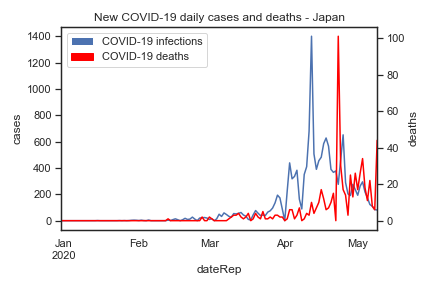 New COVID-19 daily cases and deaths - Japan
COVID-19 infections
COVID-19 deaths
1400
1200
1000
800
600
400
200
0
cases
100
80
60
40
20
0
deaths
Jan
2020
Feb
Mar
Apr
May
dateRep